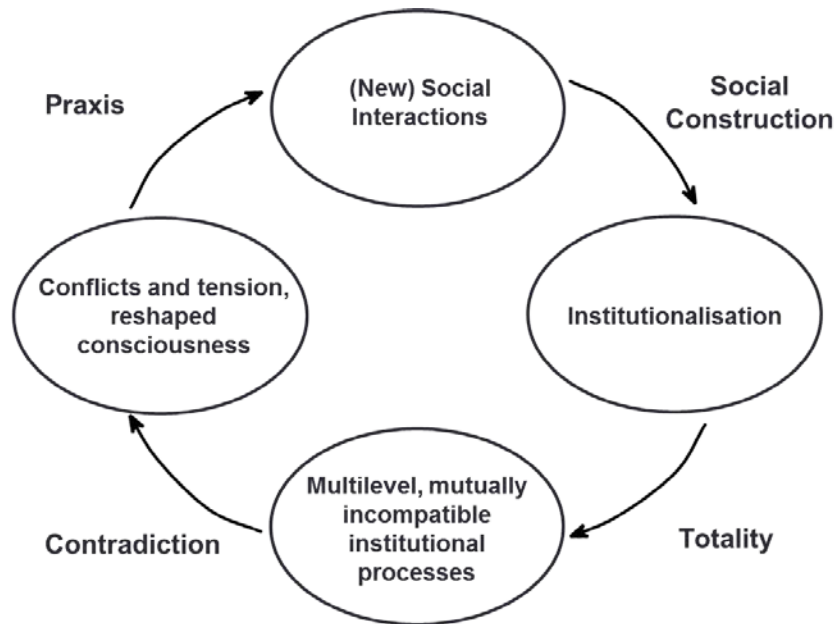 (New) Social
Interactions
Social
Construction
Institutionalisation
Totality
Multilevel, mutually
incompatible
institutional
processes
Contradiction
Conflicts and tension,
reshaped
consciousness
Praxis